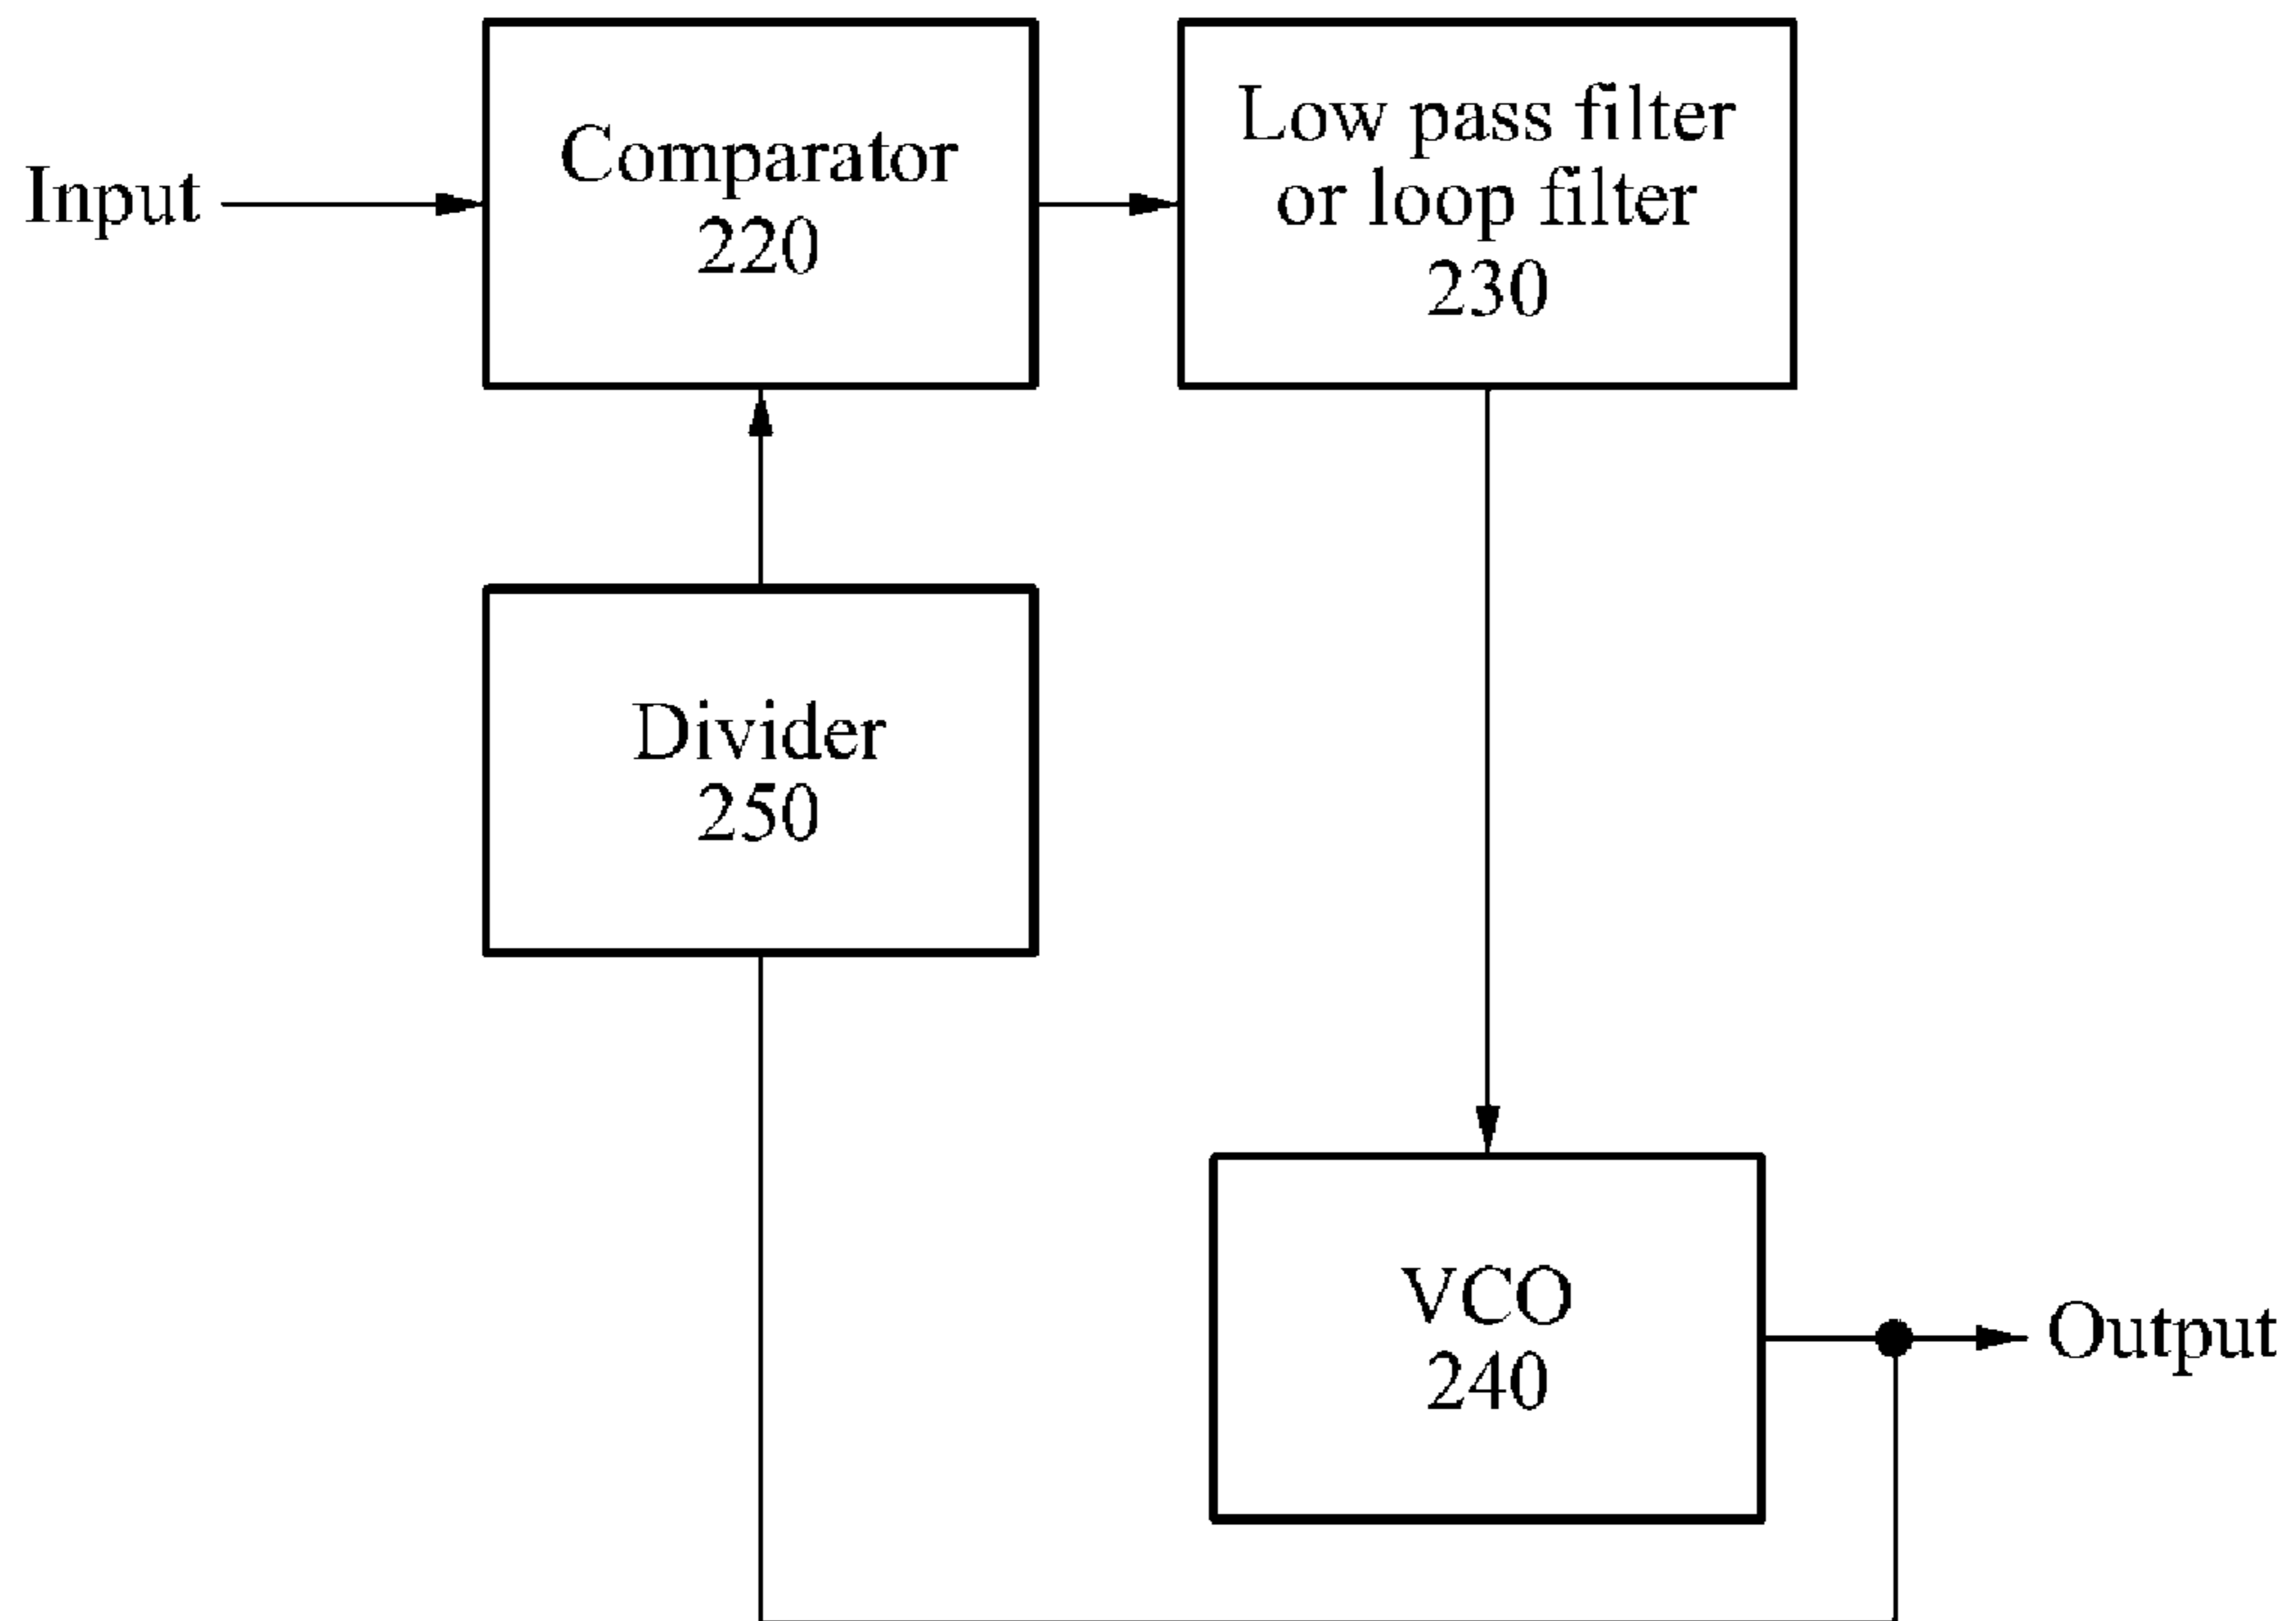 Input
Comparator
220
Low pass filter
or loop filter
230
Divider
250
VCO
240
Output